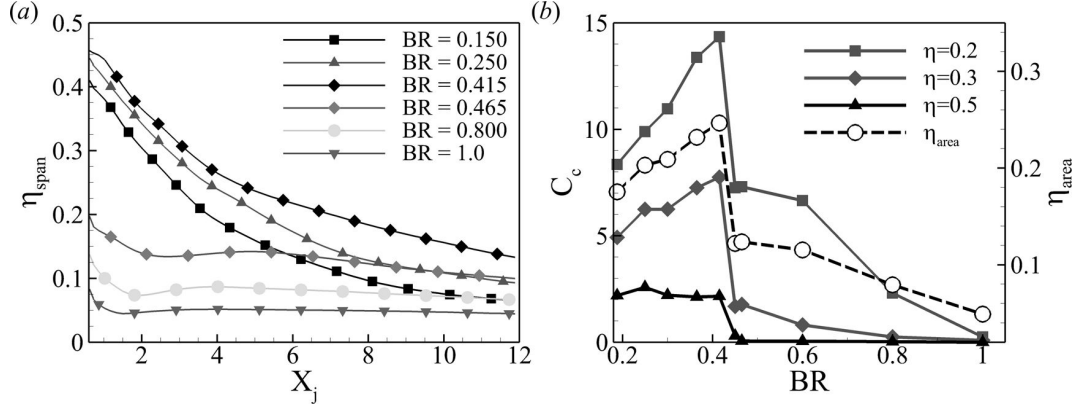 (a)
0.5
0.4
0.3
0.2
0.1
0
η_span
2 4 6 8 10 12
X_j
BR = 0.150
BR = 0.250
BR = 0.415
BR = 0.465
BR = 0.800
BR = 1.0
(b)
15
10
5
0
C_c
0.2 0.4 0.6 0.8 1
BR
η=0.2
η=0.3
η=0.5
η_area
0.3
0.2
0.1
η_area